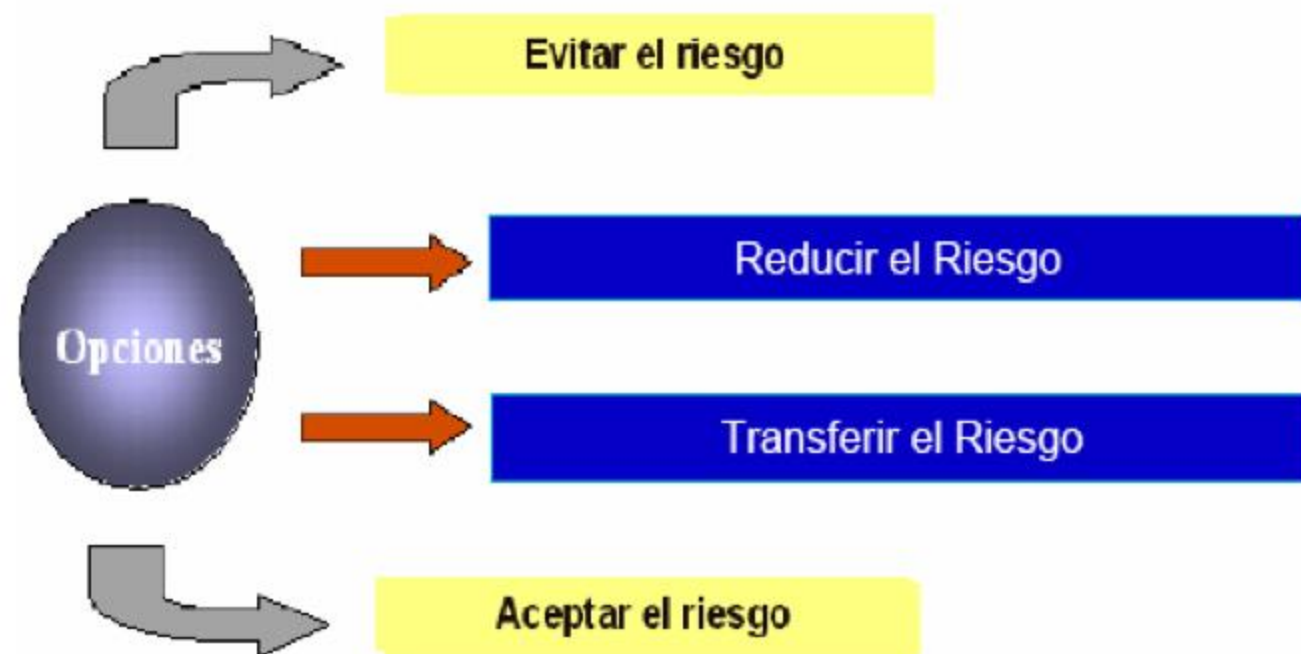 Evitar el riesgo
Reducir el Riesgo
Opciones
Transferir el Riesgo
Aceptar el riesgo